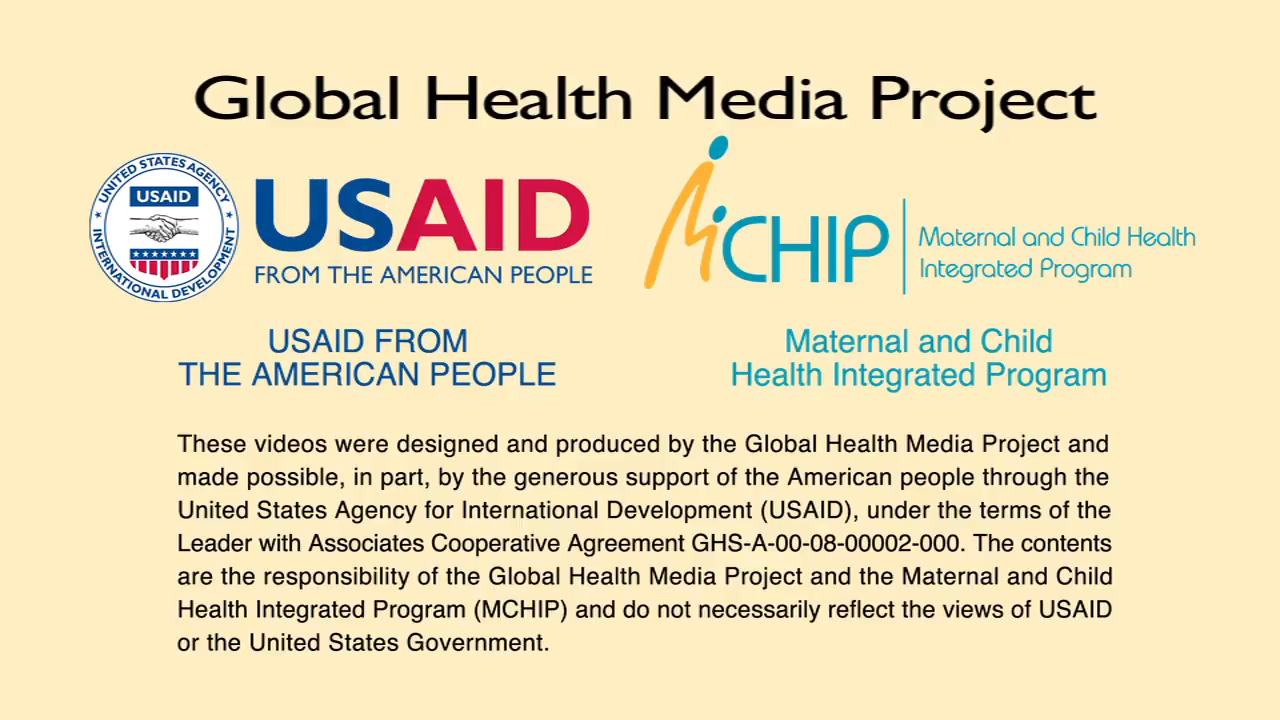 Global Health Media Project
UNITED STATES AGENCY
USAID
INTERNATIONAL DEVELOPMENT
USAID
FROM THE AMERICAN PEOPLE
MCHIP
Maternal and Child Health
Integrated Program
USAID FROM
THE AMERICAN PEOPLE
Maternal and Child
Health Integrated Program
These videos were designed and produced by the Global Health Media Project and
made possible, in part, by the generous support of the American people through the
United States Agency for International Development (USAID), under the terms of the
Leader with Associates Cooperative Agreement GHS-A-00-08-00002-000. The contents
are the responsibility of the Global Health Media Project and the Maternal and Child
Health Integrated Program (MCHIP) and do not necessarily reflect the views of USAID
or the United States Government.